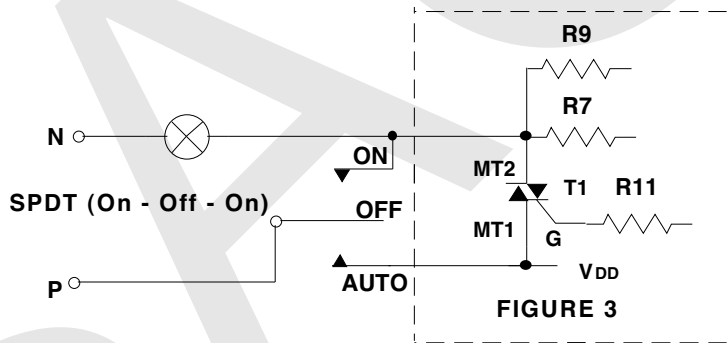 R9
N
R7
ON
MT2
T1
R11
SPDT (On - Off - On)
OFF
MT1
G
P
AUTO
VDD
FIGURE 3